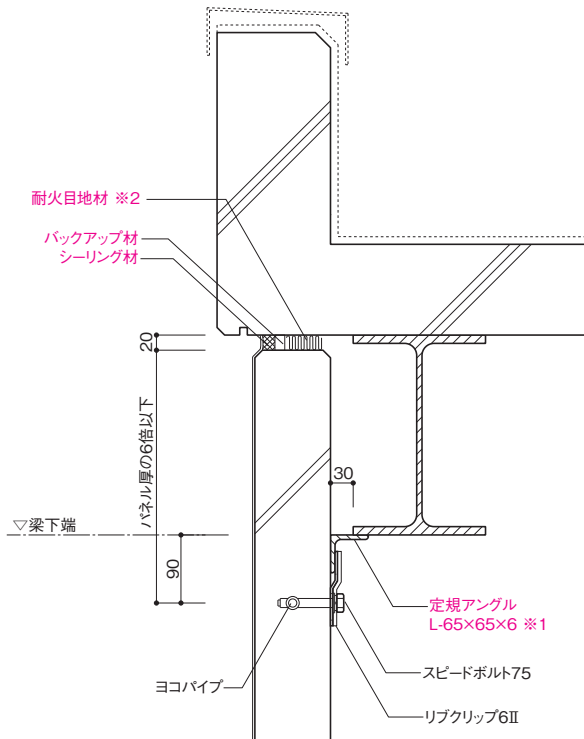 耐火目地材 ※2
バックアップ材
シーリング材
20
パネル厚の6倍以下
30
▽梁下端
90
定規アングル
L-65×65×6 ※1
スピードボルト75
ヨコパイプ
リブクリップ6Ⅱ